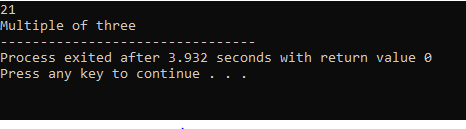 21
Multiple of three
--------------------------------
Process exited after 3.932 seconds with return value 0
Press any key to continue . . .